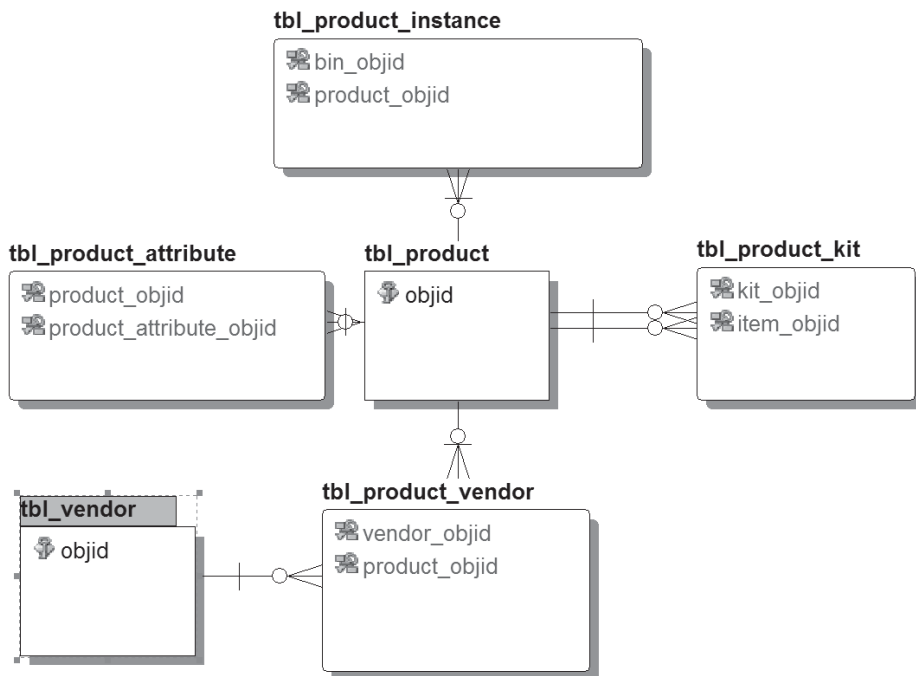 tbl_product_instance
bin_objid
product_objid
tbl_product_attribute
product_objid
product_attribute_objid
tbl_product
objid
tbl_product_kit
kit_objid
item_objid
tbl_vendor
objid
tbl_product_vendor
vendor_objid
product_objid